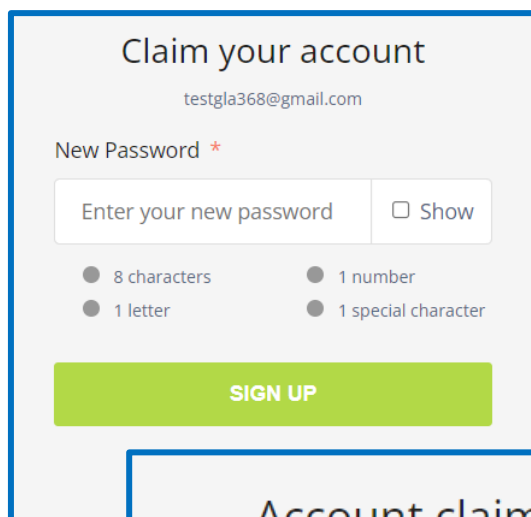 Claim your account
testgla368@gmail.com
New Password *
Enter your new password Show
8 characters 1 number
1 letter 1 special character
SIGN UP
Account claim